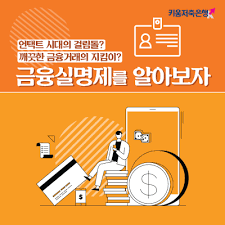 키움저축은행
언택트 시대의 걸림돌?
깨끗한 금융거래의 지킴이?
금융실명제를 알아보자